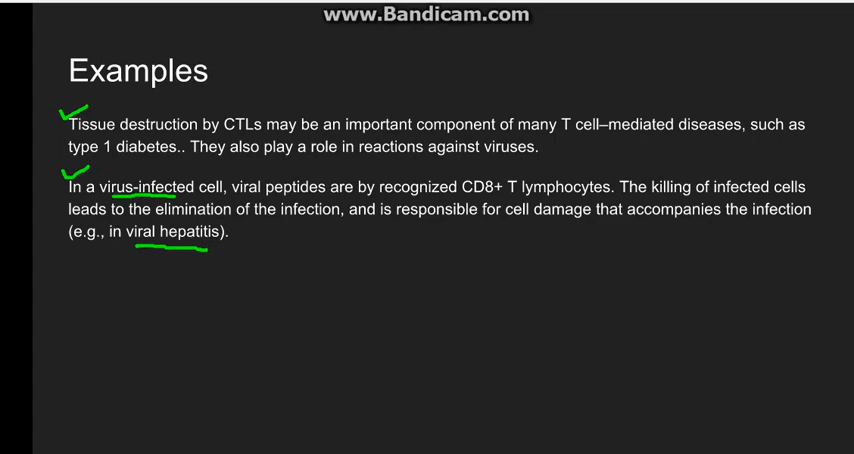 www.Bandicam.com
Examples
Tissue destruction by CTLs may be an important component of many T cell–mediated diseases, such as
type 1 diabetes.. They also play a role in reactions against viruses.
In a virus-infected cell, viral peptides are by recognized CD8+ T lymphocytes. The killing of infected cells
leads to the elimination of the infection, and is responsible for cell damage that accompanies the infection
(e.g., in viral hepatitis).